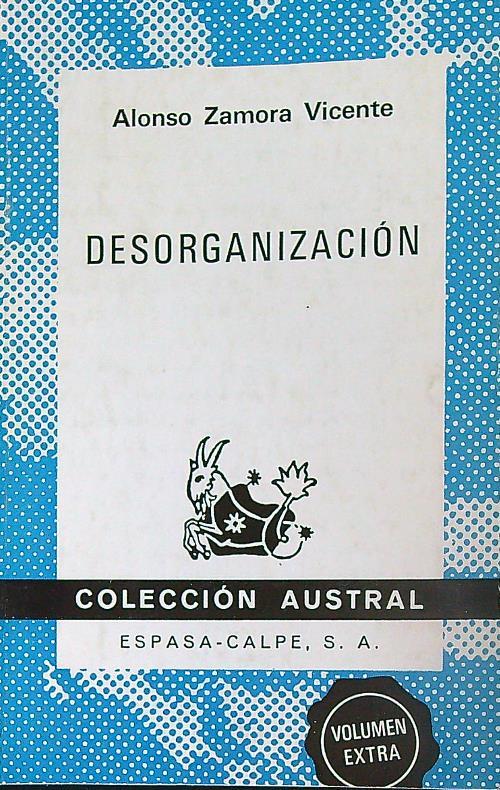 Alonso Zamora Vicente
DESORGANIZACIÓN
COLECCIÓN AUSTRAL
ESPASA-CALPE, S. A.
VOLUMEN
EXTRA